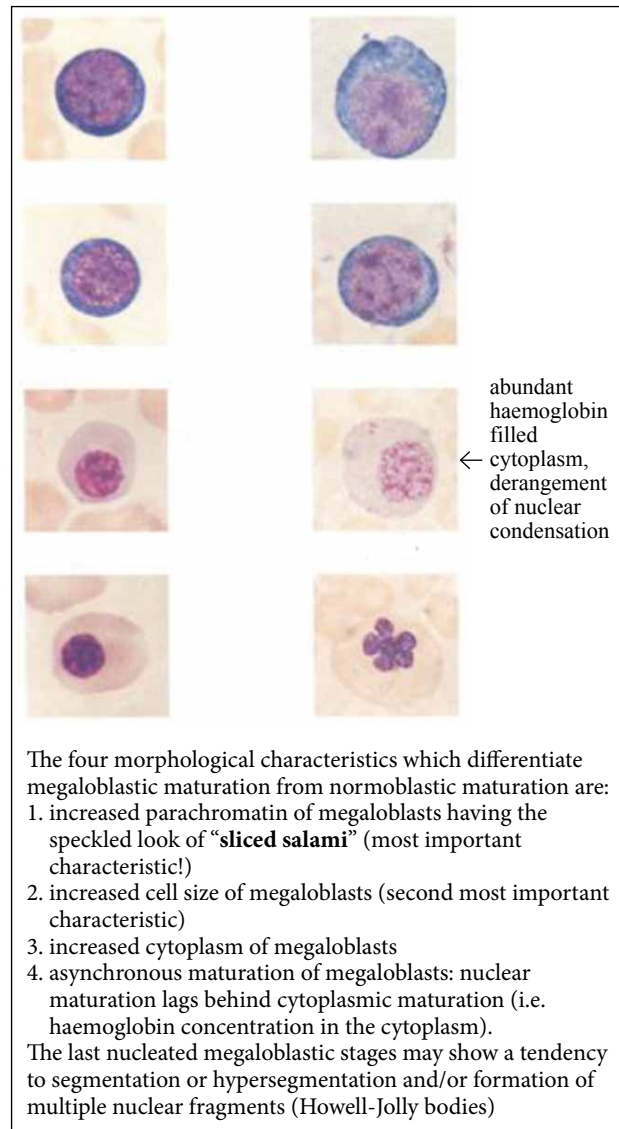 abundant
haemoglobin
filled
cytoplasm,
derangement
of nuclear
condensation
The four morphological characteristics which differentiate
megaloblastic maturation from normoblastic maturation are:
1. increased parachromatin of megaloblasts having the
speckled look of “sliced salami” (most important
characteristic!)
2. increased cell size of megaloblasts (second most important
characteristic)
3. increased cytoplasm of megaloblasts
4. asynchronous maturation of megaloblasts: nuclear
maturation lags behind cytoplasmic maturation (i.e.
haemoglobin concentration in the cytoplasm).
The last nucleated megaloblastic stages may show a tendency
to segmentation or hypersegmentation and/or formation of
multiple nuclear fragments (Howell-Jolly bodies)